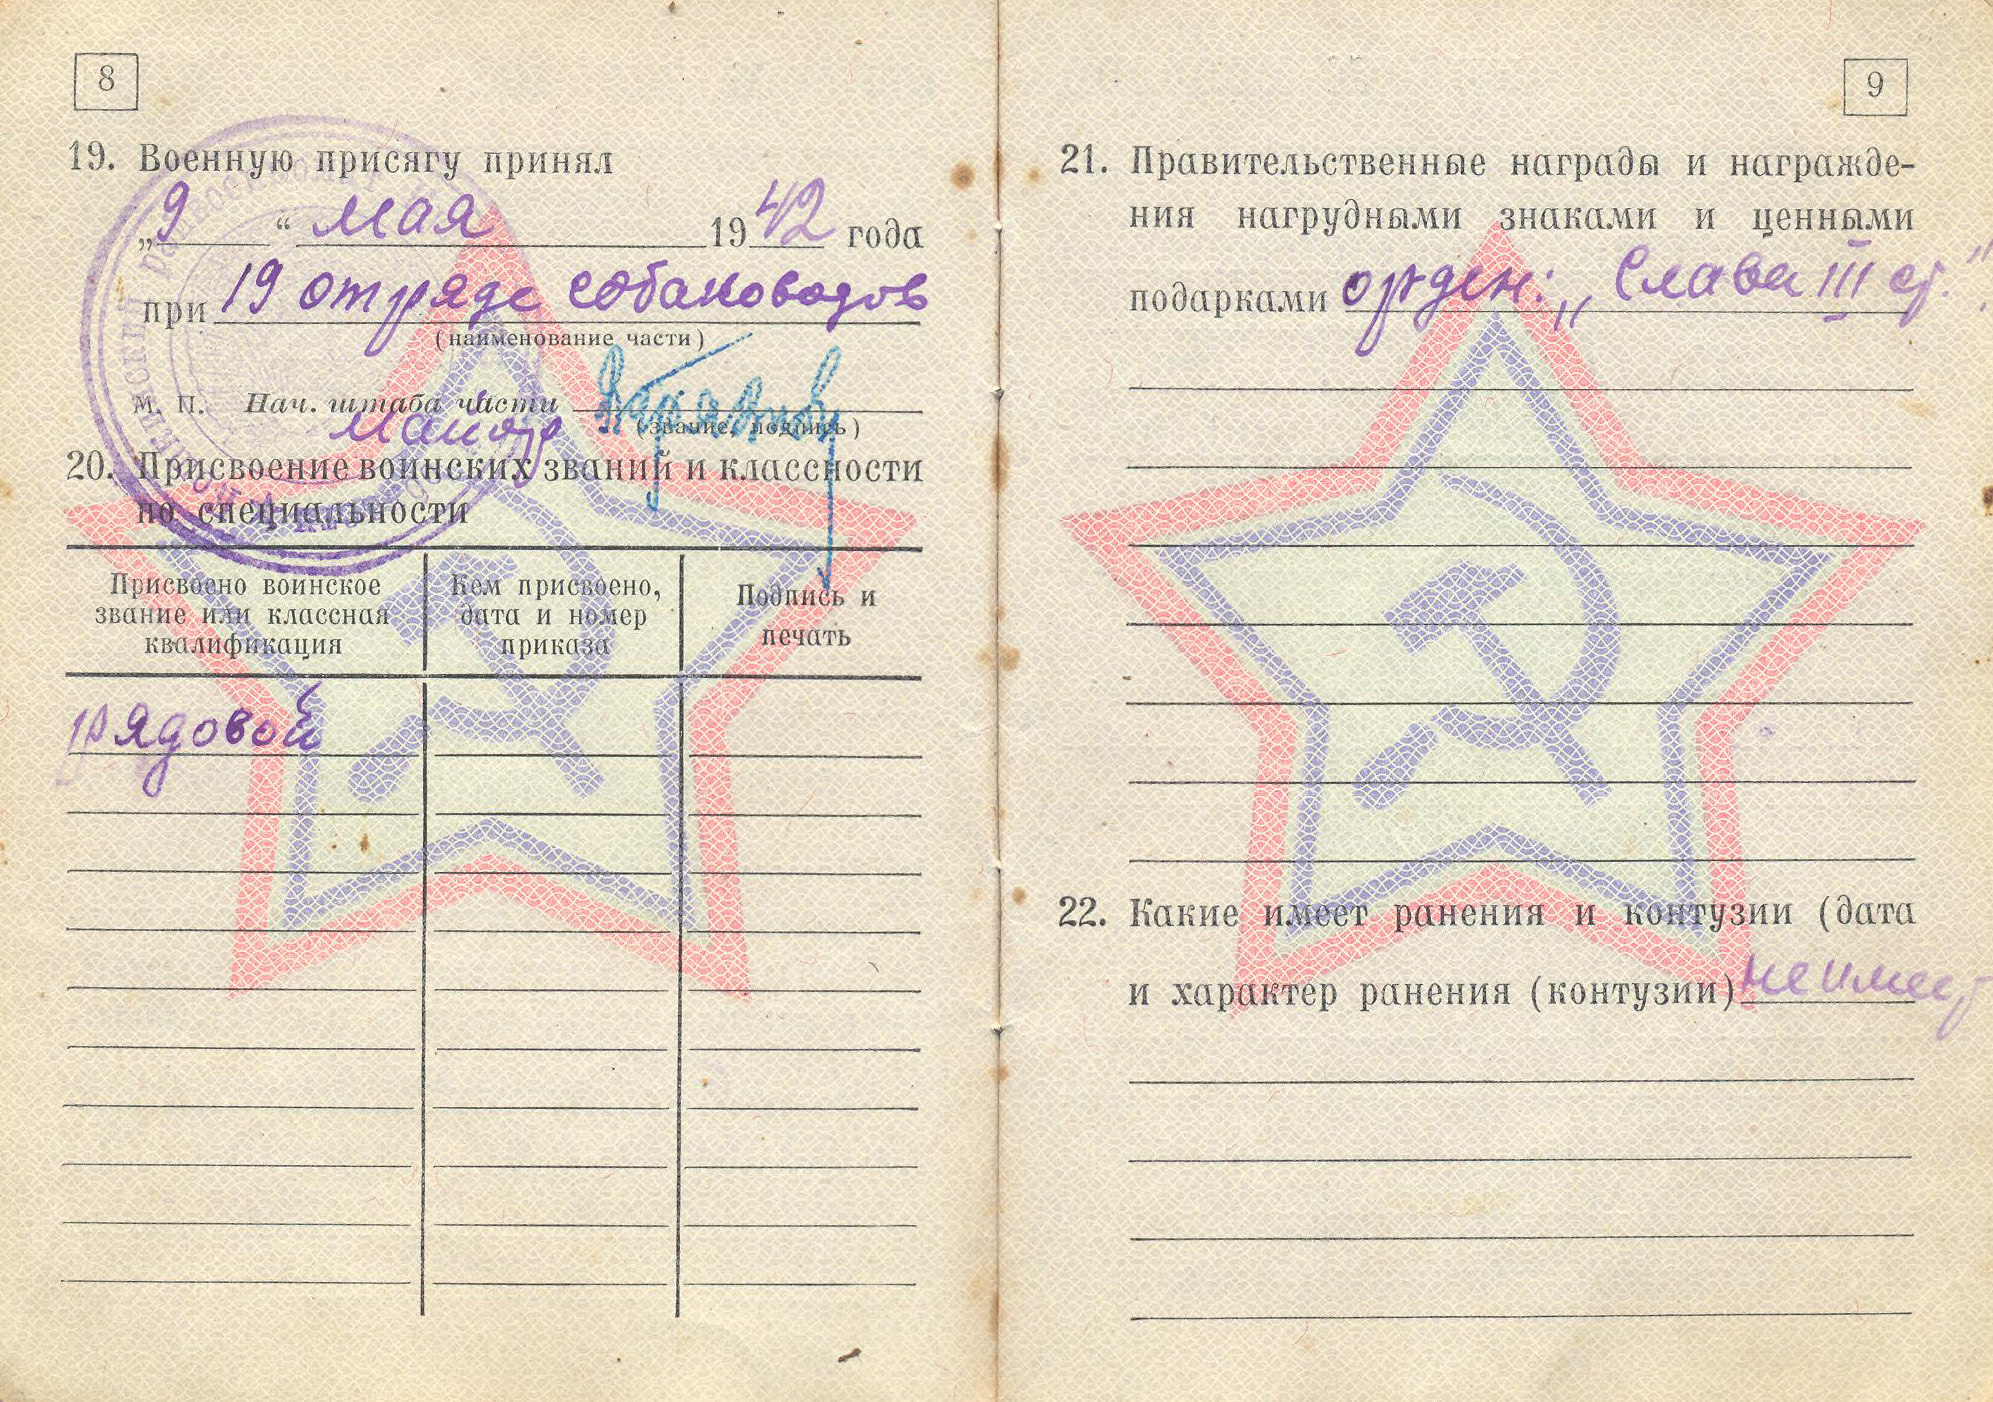 8
19. Военную присягу принял
„9“ мая 1942 года
при 19 отряде собаководов
(наименование части)
М. П. Нач. штаба части
майор (звание, подпись)
20. Присвоение воинских званий и классности
по специальности
Присвоено воинское
звание или классная
квалификация
Кем присвоено,
дата и номер
приказа
Подпись и
печать
рядовой
9
21. Правительственные награды и награжде-
ния нагрудными знаками и ценными
подарками орден: „Слава III ст“
22. Какие имеет ранения и контузии (дата
и характер ранения (контузии) не имеет